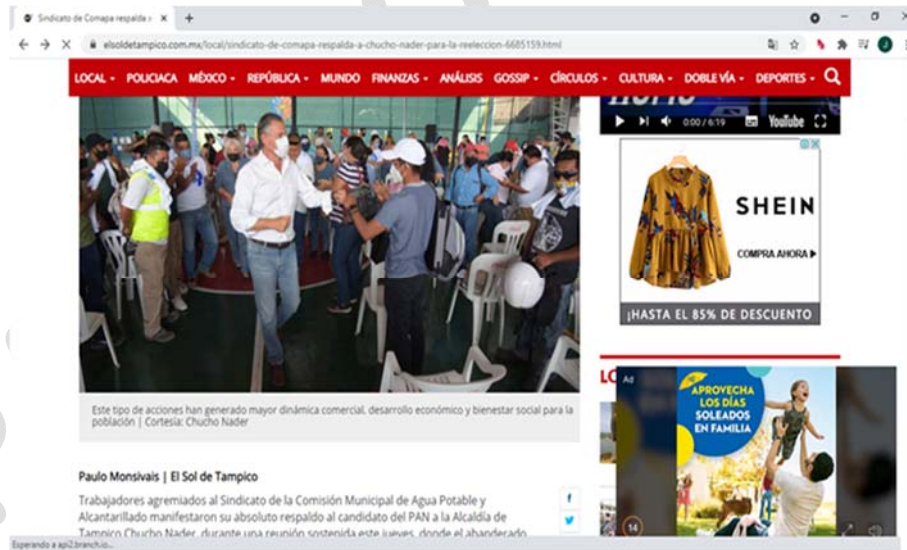 Sindicato de Comapa respalda a
elsoldetampico.com.mx/local/sindicato-de-comapa-respalda-a-chucho-nader-para-la-reeleccion-6685159.html
LOCAL POLICIACA MÉXICO REPÚBLICA MUNDO FINANZAS ANÁLISIS GOSSIP CÍRCULOS CULTURA DOBLE VÍA DEPORTES
0:00 / 6:19 YouTube
SHEIN
COMPRA AHORA
¡HASTA EL 85% DE DESCUENTO
LO
Ad
APROVECHA
LOS DÍAS
SOLEADOS
EN FAMILIA
14
Este tipo de acciones han generado mayor dinámica comercial, desarrollo económico y bienestar social para la
población | Cortesía: Chucho Nader
Paulo Monsivais | El Sol de Tampico
Trabajadores agremiados al Sindicato de la Comisión Municipal de Agua Potable y
Alcantarillado manifestaron su absoluto respaldo al candidato del PAN a la Alcaldía de
Tampico Chucho Nader, durante una reunión sostenida este jueves, donde el abanderado
Esperando a api2.branch.io...